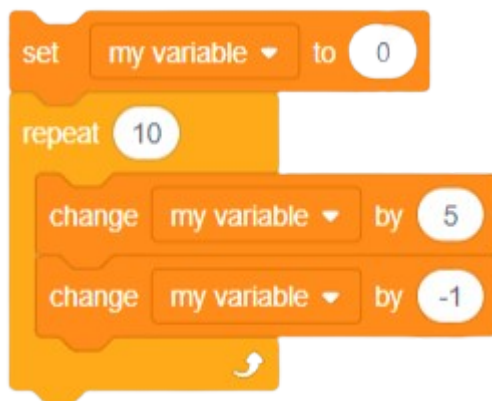 set my variable to 0
repeat 10
change my variable by 5
change my variable by -1